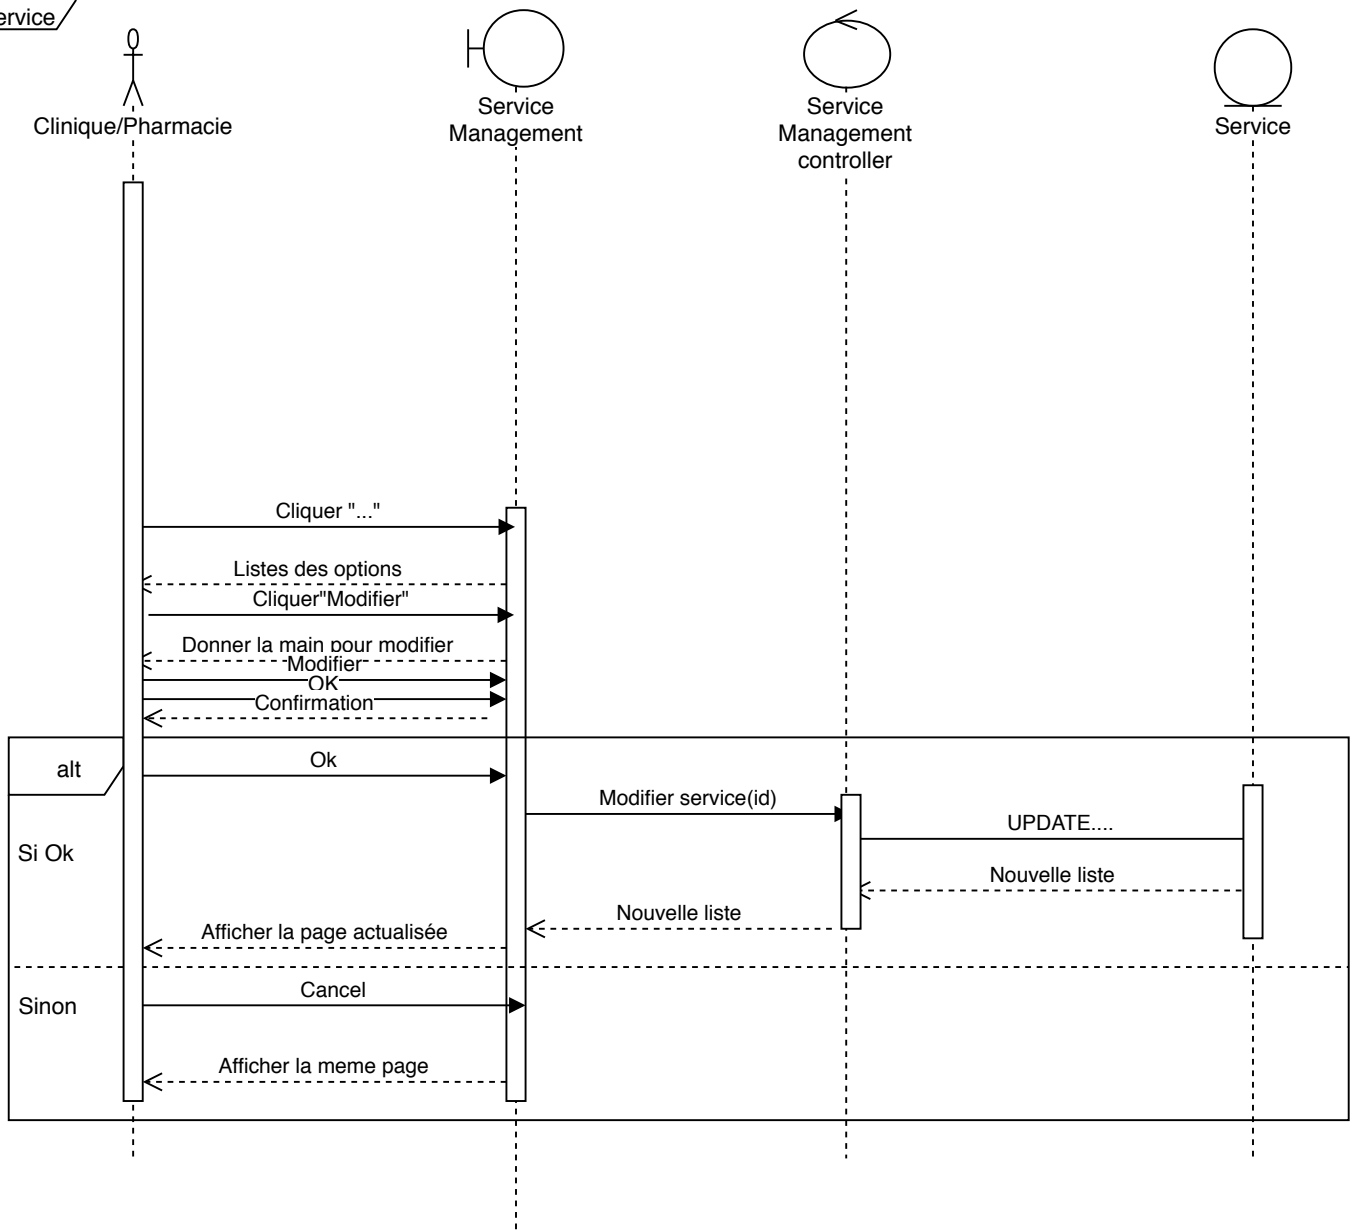 ervice
Clinique/Pharmacie
Service
Management
Service
Management
controller
Service
Cliquer "..."
Listes des options
Cliquer"Modifier"
Donner la main pour modifier
Modifier
OK
Confirmation
alt
Ok
Modifier service(id)
UPDATE....
Si Ok
Nouvelle liste
Nouvelle liste
Afficher la page actualisée
Cancel
Sinon
Afficher la meme page